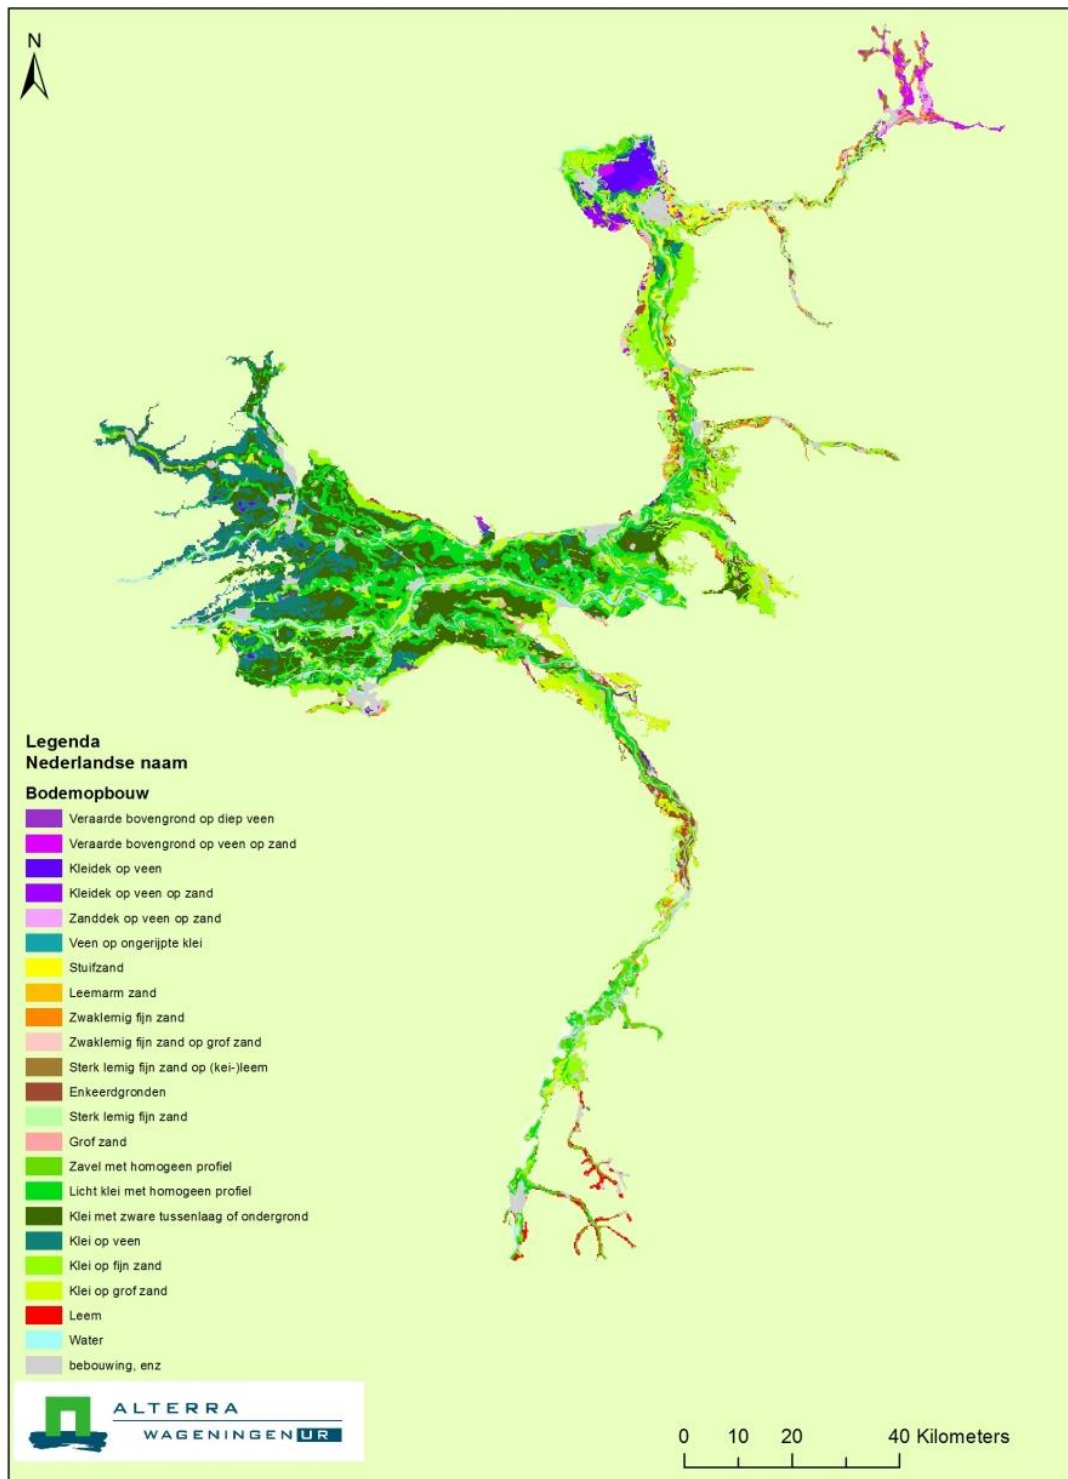 N
Legenda
Nederlandse naam
Bodemopbouw
Veraarde bovengrond op diep veen
Veraarde bovengrond op veen op zand
Kleidek op veen
Kleidek op veen op zand
Zanddek op veen op zand
Veen op ongerijpte klei
Stuifzand
Leemarm zand
Zwaklemig fijn zand
Zwaklemig fijn zand op grof zand
Sterk lemig fijn zand op (kei-)leem
Enkeerdgronden
Sterk lemig fijn zand
Grof zand
Zavel met homogeen profiel
Licht klei met homogeen profiel
Klei met zware tussenlaag of ondergrond
Klei op veen
Klei op fijn zand
Klei op grof zand
Leem
Water
bebouwing, enz
ALTERRA
WAGENINGEN UR
0 10 20 40 Kilometers